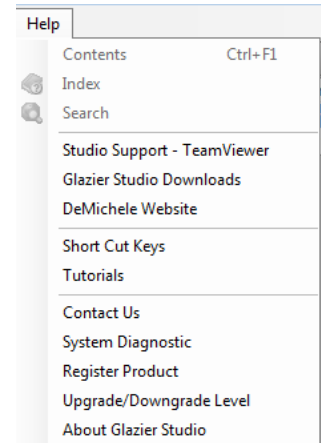 Help
Contents Ctrl+F1
Index
Search
Studio Support - TeamViewer
Glazier Studio Downloads
DeMichele Website
Short Cut Keys
Tutorials
Contact Us
System Diagnostic
Register Product
Upgrade/Downgrade Level
About Glazier Studio